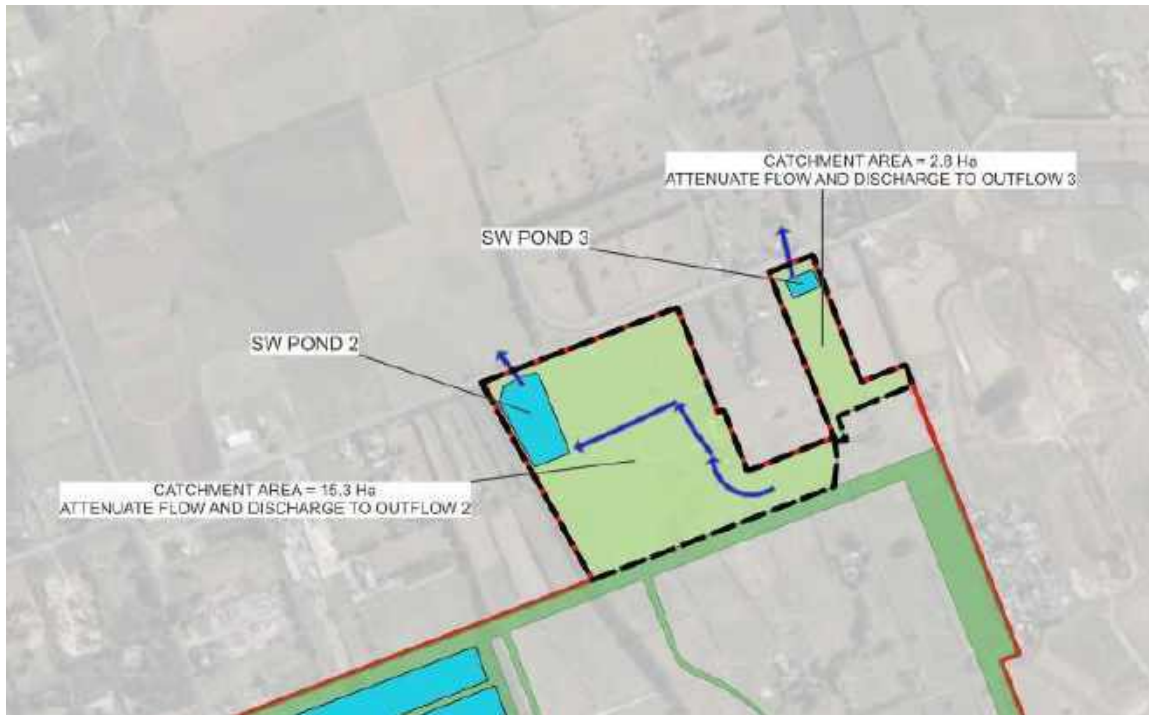 CATCHMENT AREA = 2.8 Ha
ATTENUATE FLOW AND DISCHARGE TO OUTFLOW 3
SW POND 3
SW POND 2
CATCHMENT AREA = 15.3 Ha
ATTENUATE FLOW AND DISCHARGE TO OUTFLOW 2